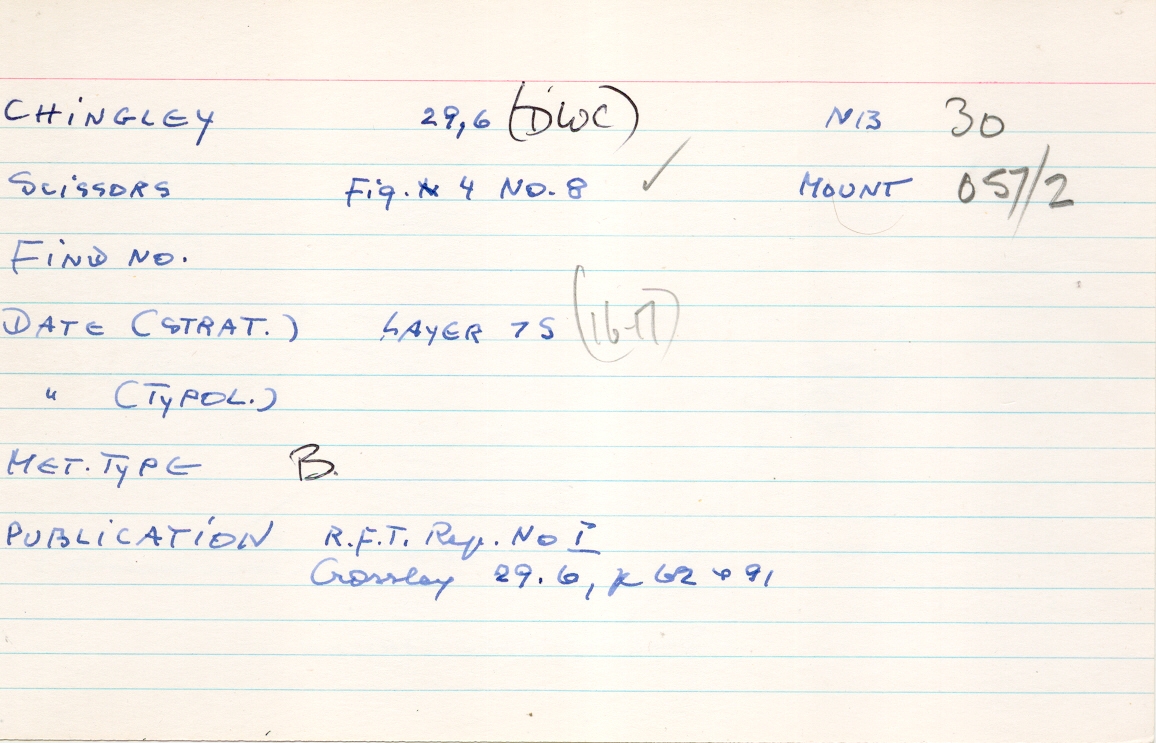 CHINGLEY 29,6 (DWC) N13 30
SCISSORS Fig. 4 NO. 8 ✓ MOUNT 057/2
FIND NO.
DATE (STRAT.) LAYER 75 (16-17)
" (TYPOL.)
MET. TYPE B.
PUBLICATION R.F.T. Rep. No I
Crossley 29.6, p 62 + 91